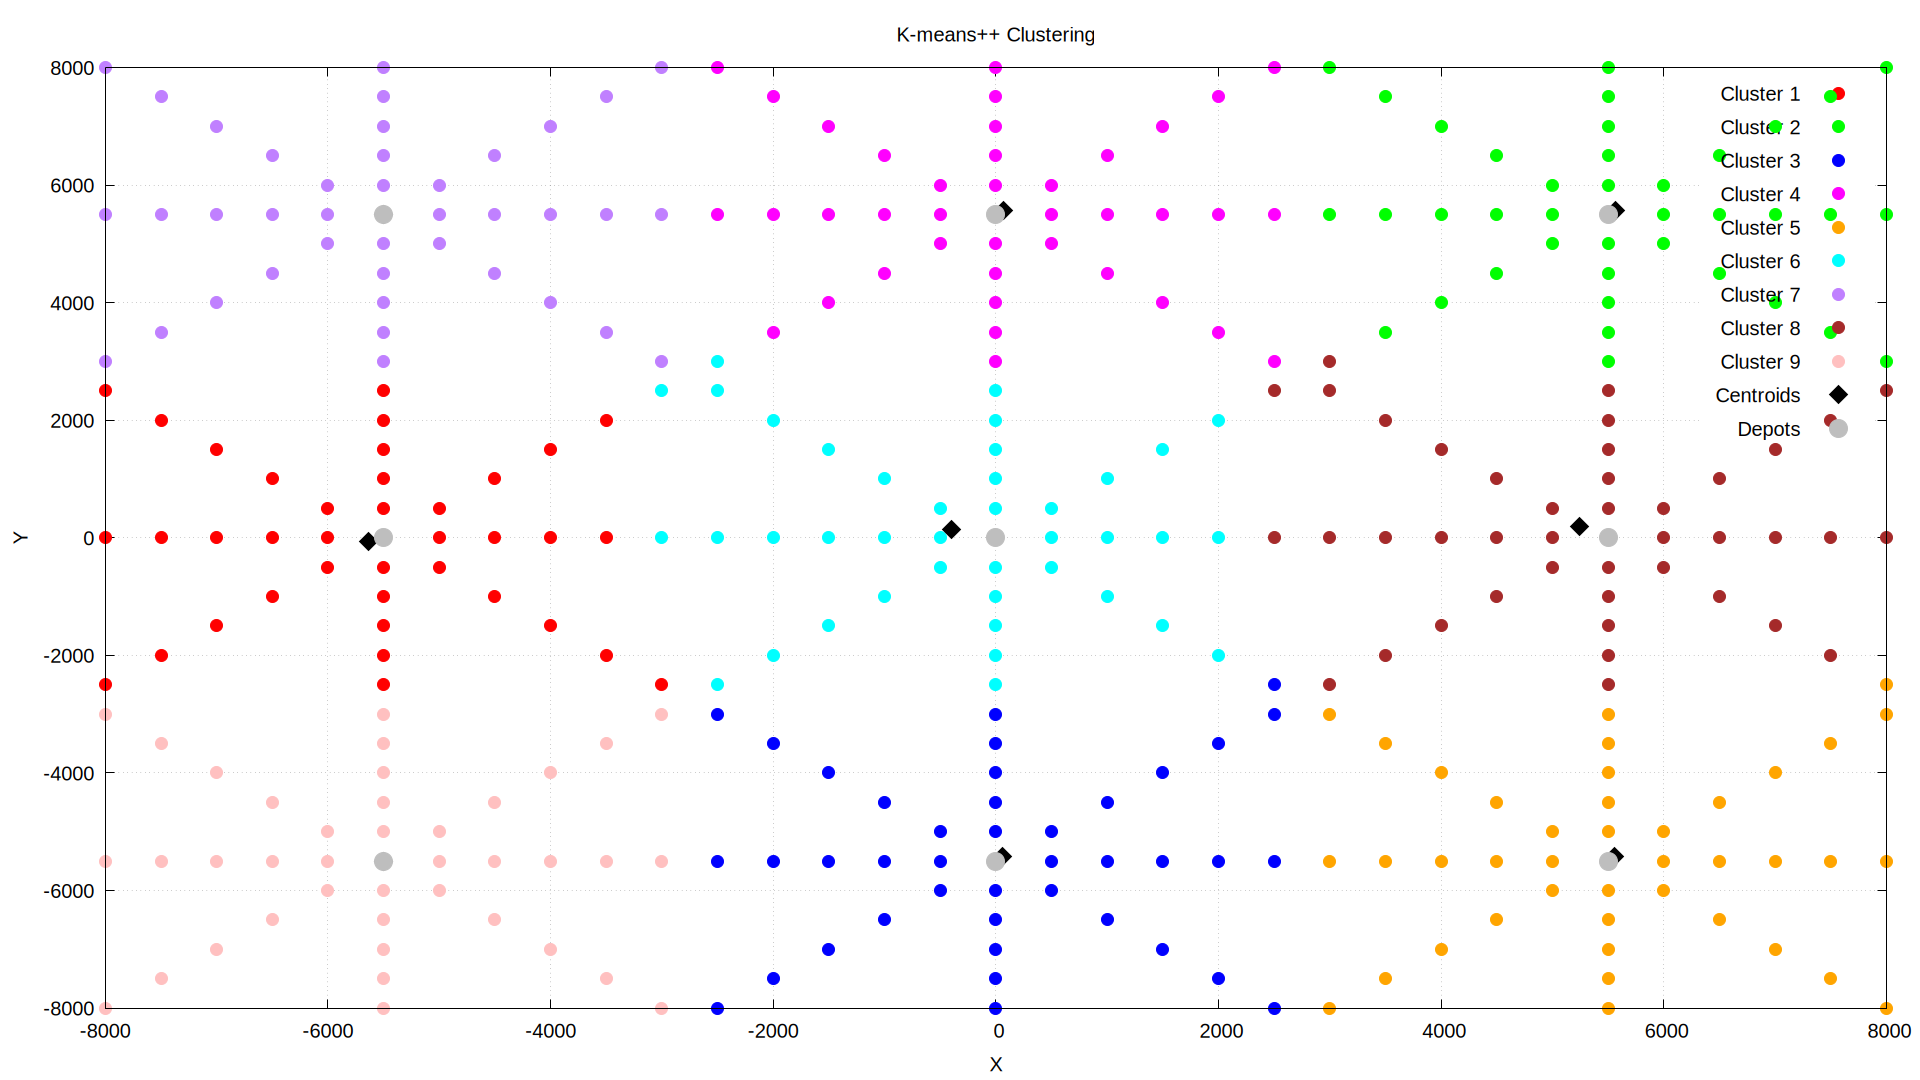 K-means++ Clustering
8000
6000
4000
2000
0
-2000
-4000
-6000
-8000
Y
Cluster 1
Cluster 2
Cluster 3
Cluster 4
Cluster 5
Cluster 6
Cluster 7
Cluster 8
Cluster 9
Centroids
Depots
-8000 -6000 -4000 -2000 0 2000 4000 6000 8000
X